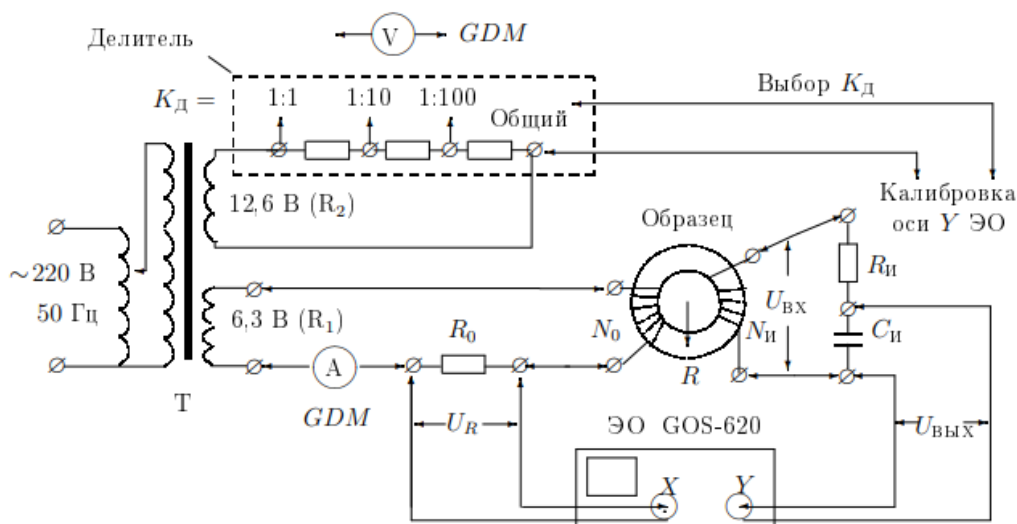 Делитель
V GDM
K_Д = 1:1 1:10 1:100
Общий
Выбор K_Д
12,6 В (R₂)
Калибровка
оси Y ЭО
Образец
~220 В
50 Гц
6,3 В (R₁)
R₀
N₀
N_И
U_ВХ
R_И
C_И
A
R
T
GDM
U_R
ЭО GOS-620
U_ВЫХ
X
Y